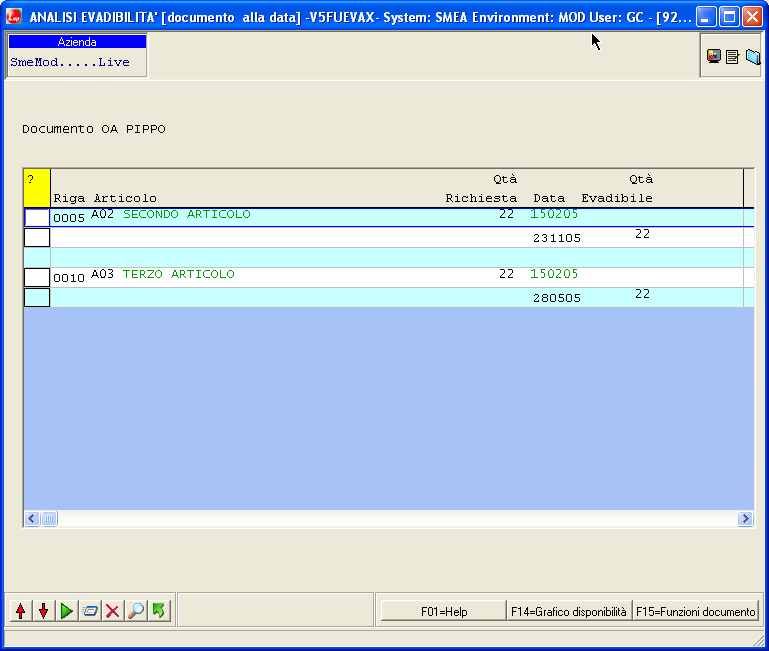 ANALISI EVADIBILITA' [documento alla data] -V5FUEVAX- System: SMEA Environment: MOD User: GC - [92...
Azienda
SmeMod.....Live
Documento OA PIPPO
? Qtà Qtà
Riga Articolo Richiesta Data Evadibile
0005 A02 SECONDO ARTICOLO 22 150205
231105 22
0010 A03 TERZO ARTICOLO 22 150205
280505 22
F01=Help F14=Grafico disponibilità F15=Funzioni documento